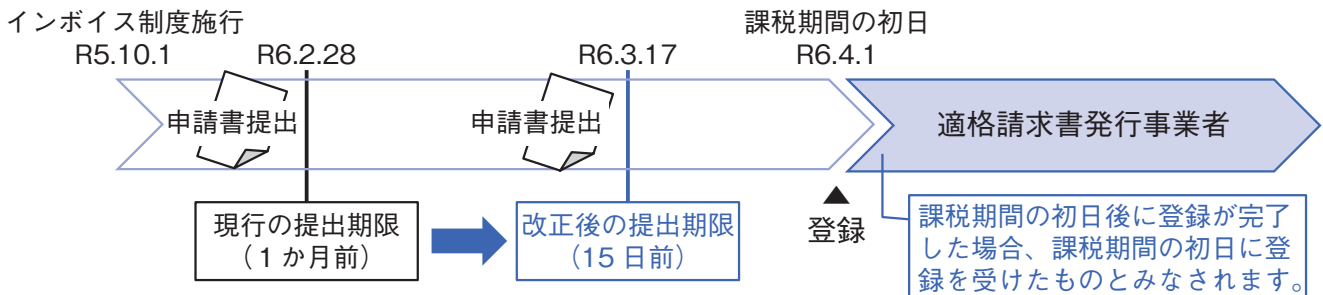 インボイス制度施行
課税期間の初日
R5.10.1
R6.2.28
R6.3.17
R6.4.1
申請書提出
申請書提出
適格請求書発行事業者
現行の提出期限
（1か月前）
改正後の提出期限
（15日前）
▲
登録
課税期間の初日後に登録が完了
した場合、課税期間の初日に登
録を受けたものとみなされます。